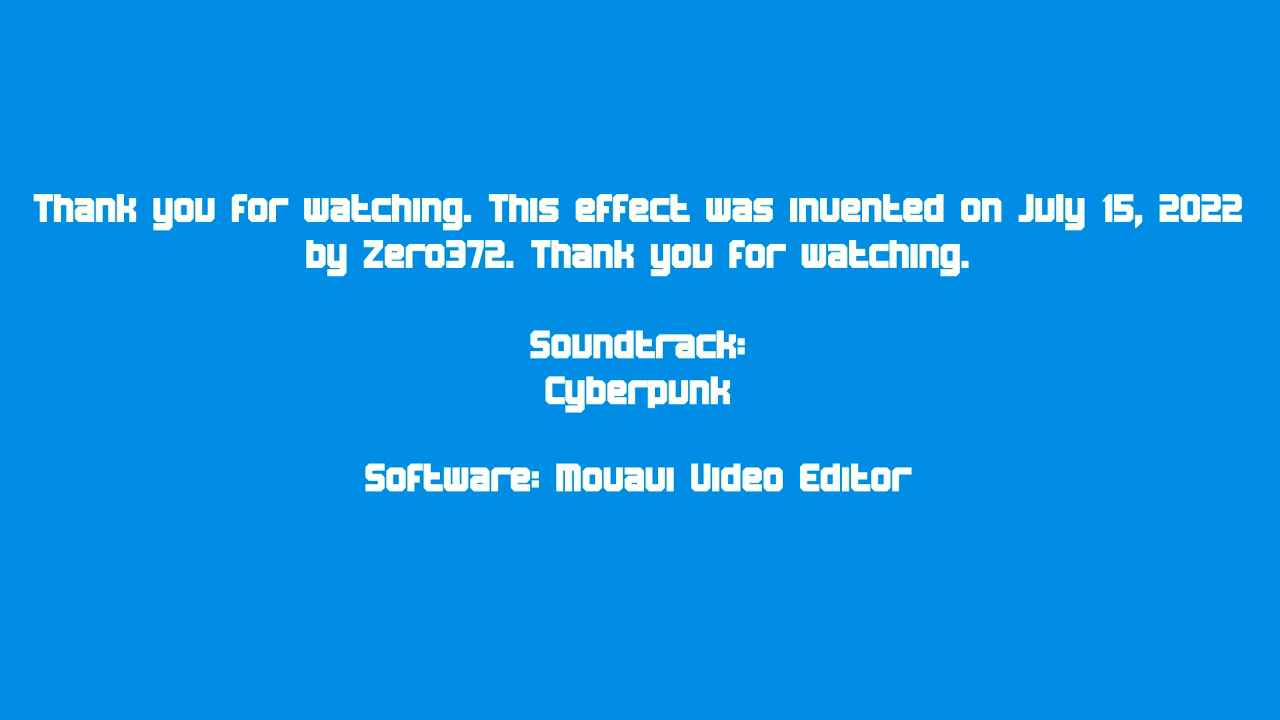 Thank you for watching. This effect was invented on July 15, 2022
by Zero372. Thank you for watching.
Soundtrack:
Cyberpunk
Software: Movavi Video Editor